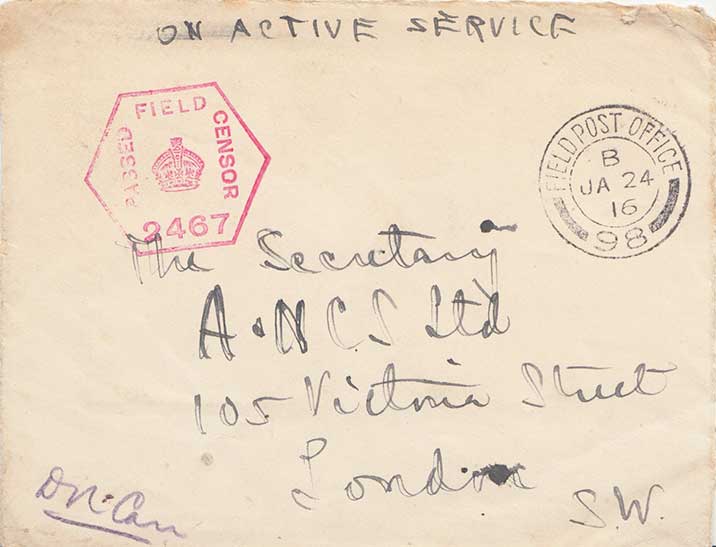 ON ACTIVE SERVICE
PASSED FIELD CENSOR
2467
FIELD POST OFFICE
B
JA 24
16
98
The Secretary
A.NCS Ltd
105 Victoria Street
London
S.W.